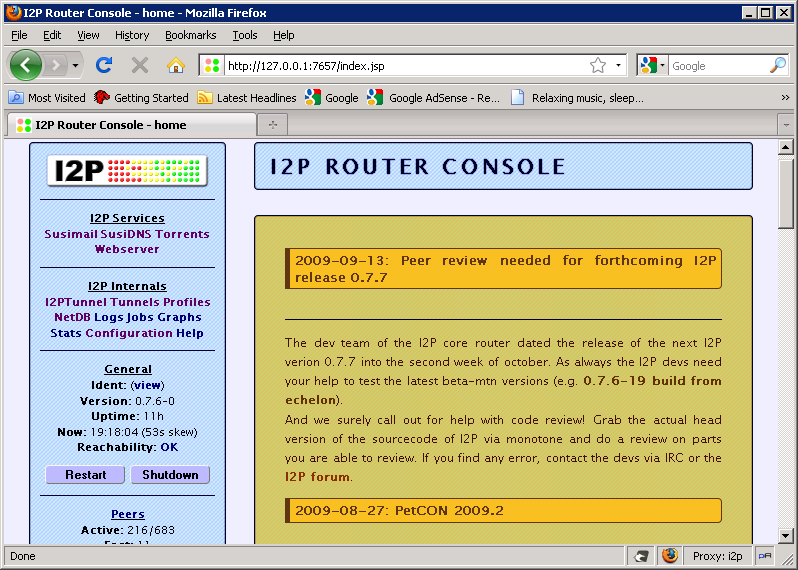 I2P Router Console - home - Mozilla Firefox
File Edit View History Bookmarks Tools Help
http://127.0.0.1:7657/index.jsp Google
Most Visited Getting Started Latest Headlines Google Google AdSense - Re... Relaxing music, sleep... »
I2P Router Console - home
I2P
I2P Services
Susimail SusiDNS Torrents
Webserver
I2P Internals
I2PTunnel Tunnels Profiles
NetDB Logs Jobs Graphs
Stats Configuration Help
General
Ident: (view)
Version: 0.7.6-0
Uptime: 11h
Now: 19:18:04 (53s skew)
Reachability: OK
Restart Shutdown
Peers
Active: 216/683
I2P ROUTER CONSOLE
2009-09-13: Peer review needed for forthcoming I2P
release 0.7.7
The dev team of the I2P core router dated the release of the next I2P
verion 0.7.7 into the second week of october. As always the I2P devs need
your help to test the latest beta-mtn versions (e.g. 0.7.6-19 build from
echelon).
And we surely call out for help with code review! Grab the actual head
version of the sourcecode of I2P via monotone and do a review on parts
you are able to review. If you find any error, contact the devs via IRC or the
I2P forum.
2009-08-27: PetCON 2009.2
Done Proxy: i2p